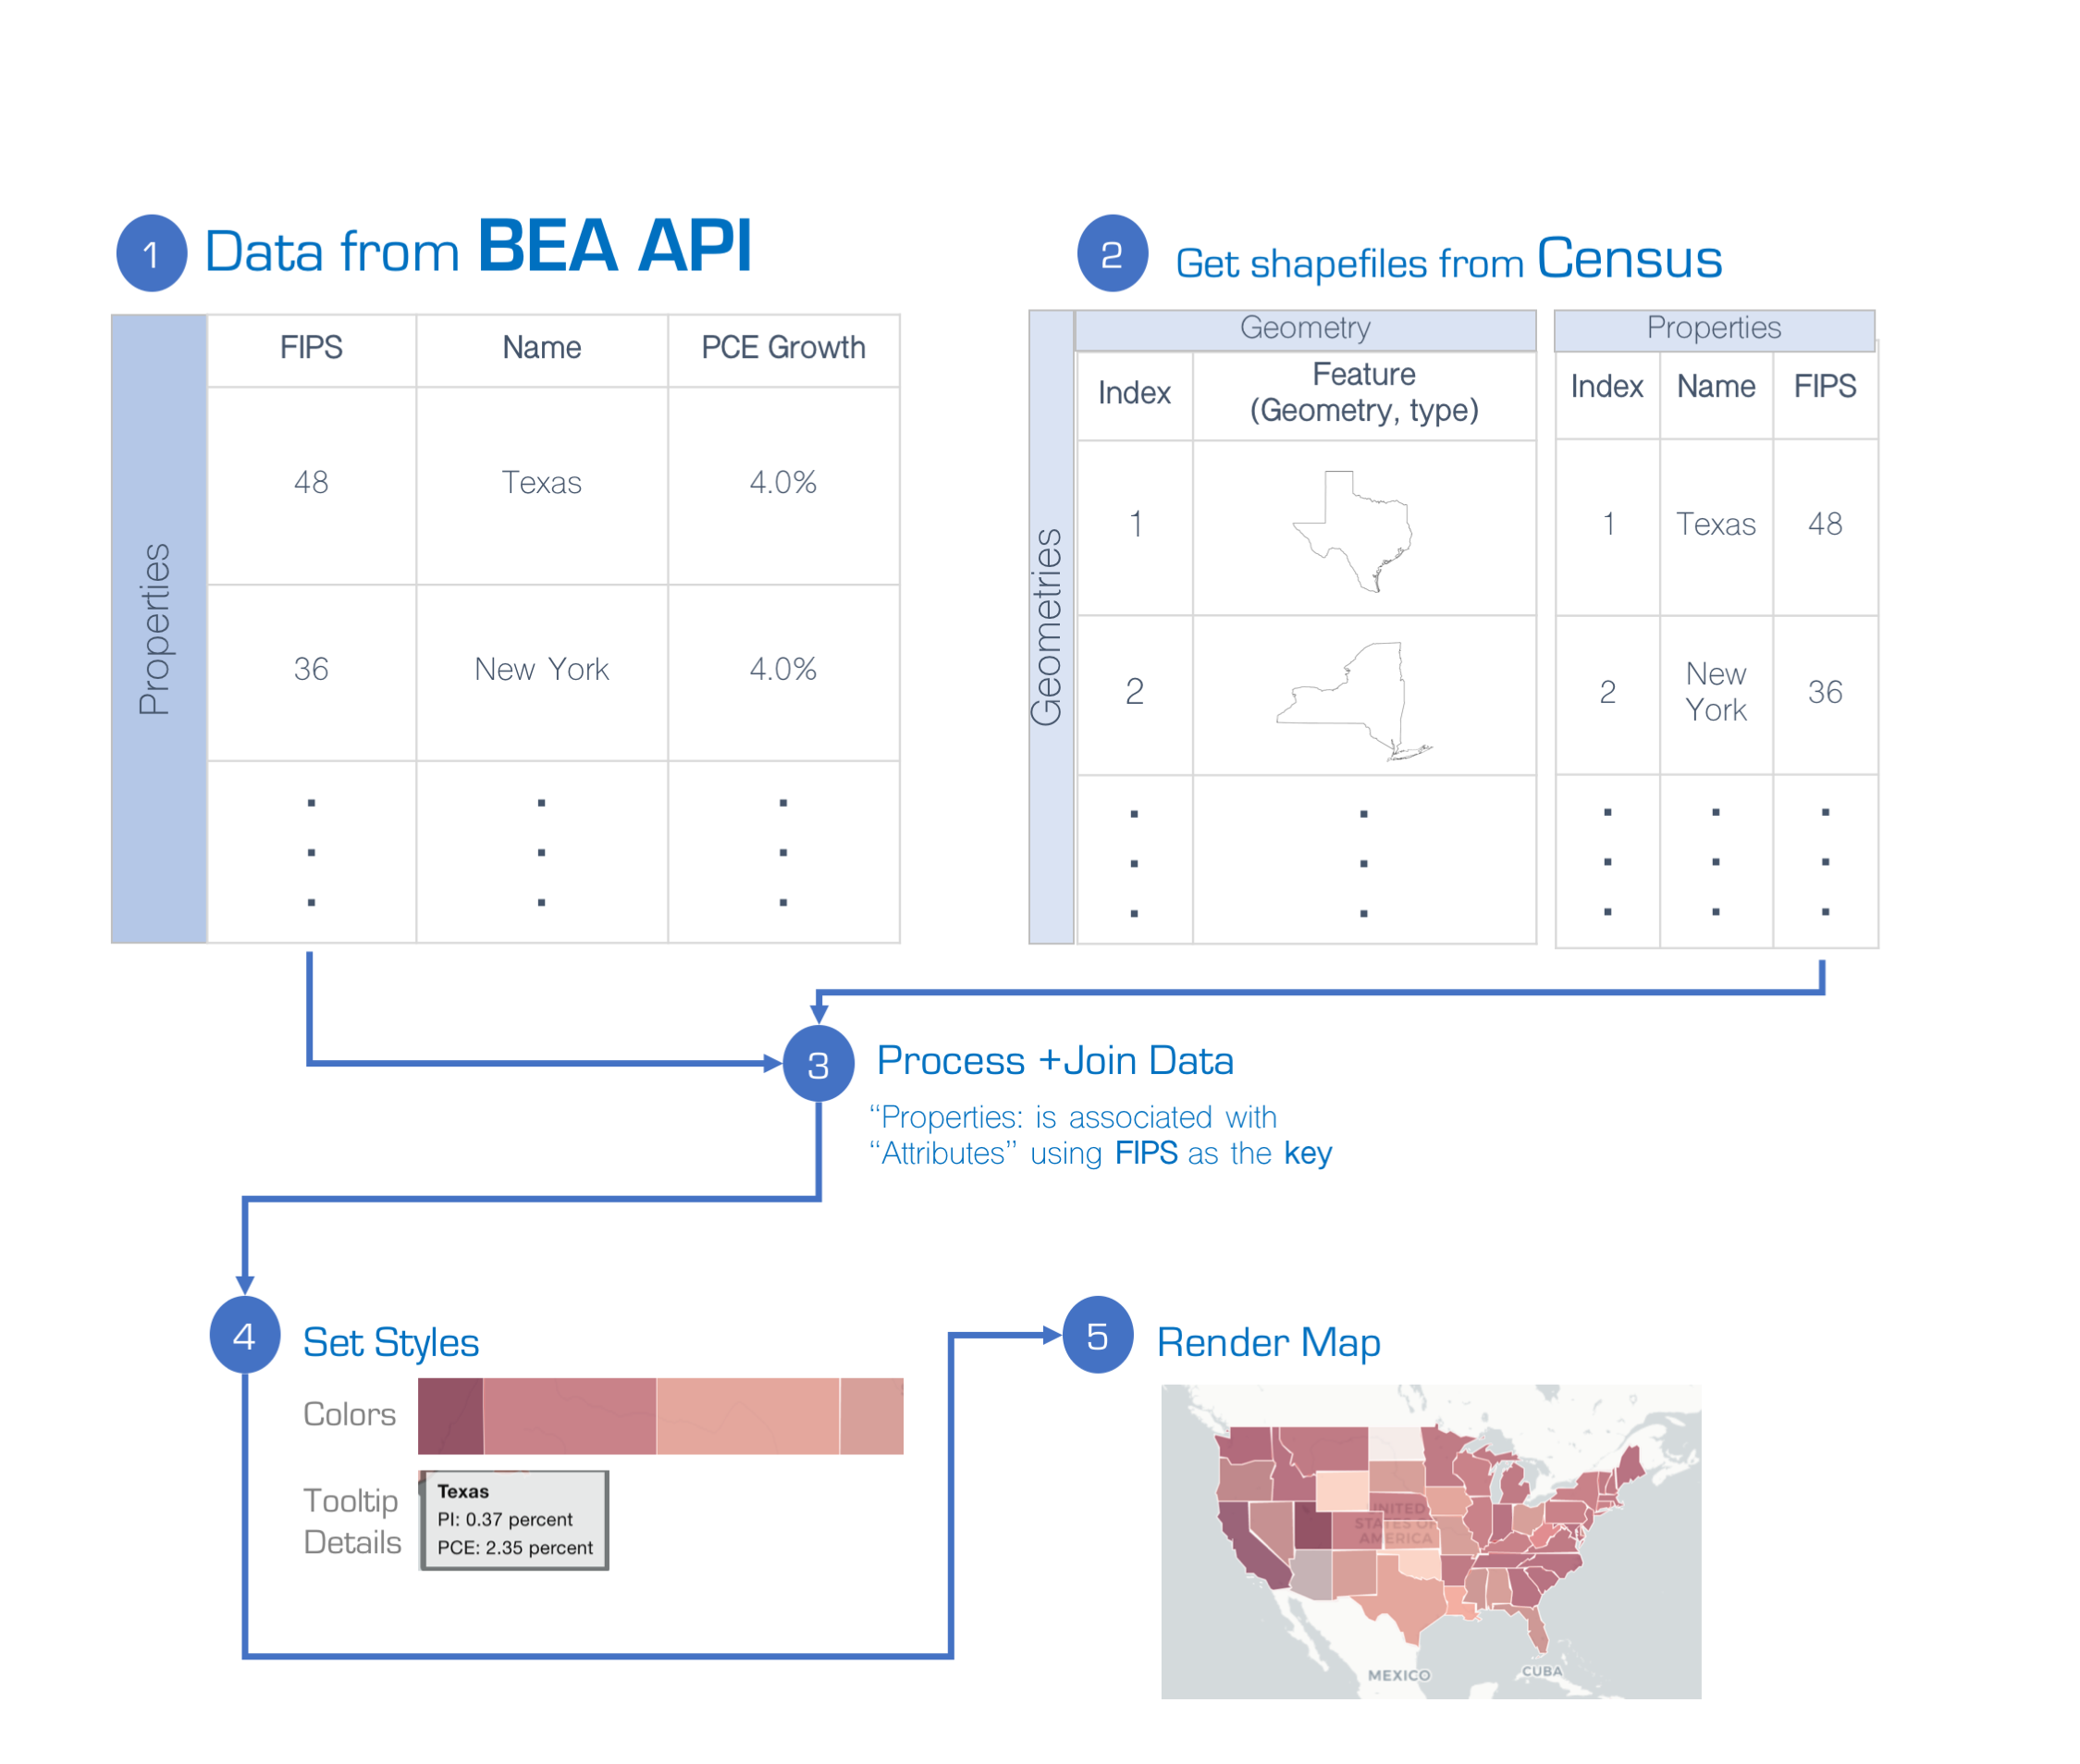 1 Data from BEA API
Properties
FIPS Name PCE Growth
48 Texas 4.0%
36 New York 4.0%
2 Get shapefiles from Census
Geometries
Geometry
Index Feature
(Geometry, type)
1
2
Properties
Index Name FIPS
1 Texas 48
2 New
York 36
3 Process +Join Data
“Properties: is associated with
“Attributes” using FIPS as the key
4 Set Styles
Colors
Tooltip
Details
Texas
PI: 0.37 percent
PCE: 2.35 percent
5 Render Map
UNITED
STATES OF
AMERICA
MEXICO
CUBA